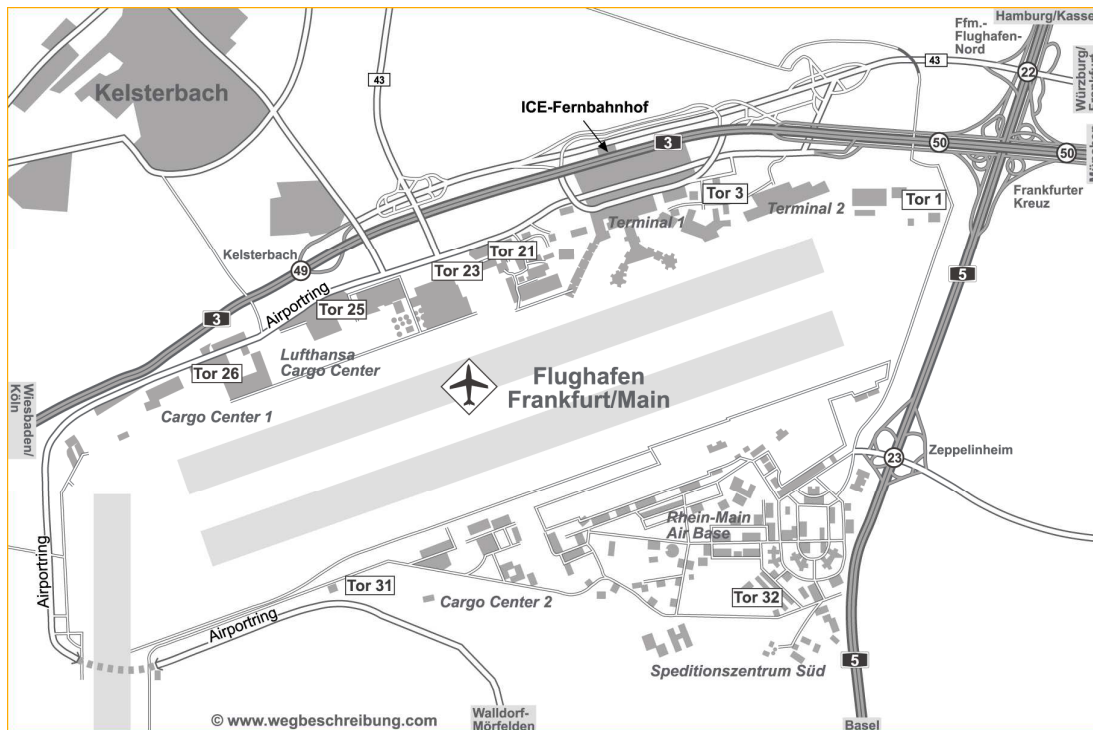 Hamburg/Kassel
Ffm.-
Flughafen-
Nord
43
43
22
Würzburg/
Frankfurt
Kelsterbach
ICE-Fernbahnhof
3
50
50
München
Frankfurter
Kreuz
Tor 3
Tor 1
Terminal 2
Terminal 1
Kelsterbach
49
Tor 21
Tor 23
5
Airportring
Tor 25
3
Lufthansa
Cargo Center
Tor 26
Flughafen
Frankfurt/Main
Wiesbaden/
Köln
Cargo Center 1
23
Zeppelinheim
Rhein-Main
Air Base
Airportring
Tor 31
Cargo Center 2
Tor 32
Airportring
5
Speditionszentrum Süd
© www.wegbeschreibung.com
Walldorf-
Mörfelden
Basel